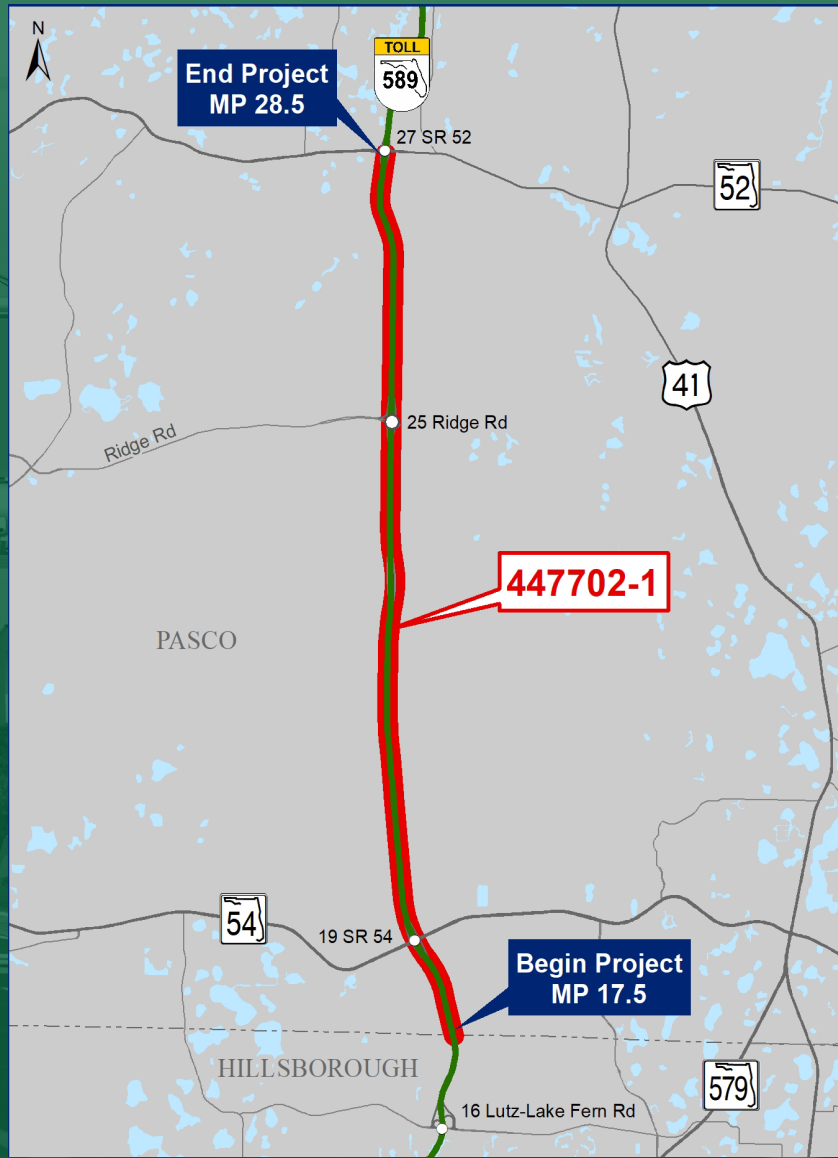 N
TOLL
589
End Project
MP 28.5
27 SR 52
52
41
25 Ridge Rd
Ridge Rd
447702-1
PASCO
54
19 SR 54
Begin Project
MP 17.5
HILLSBOROUGH
579
16 Lutz-Lake Fern Rd